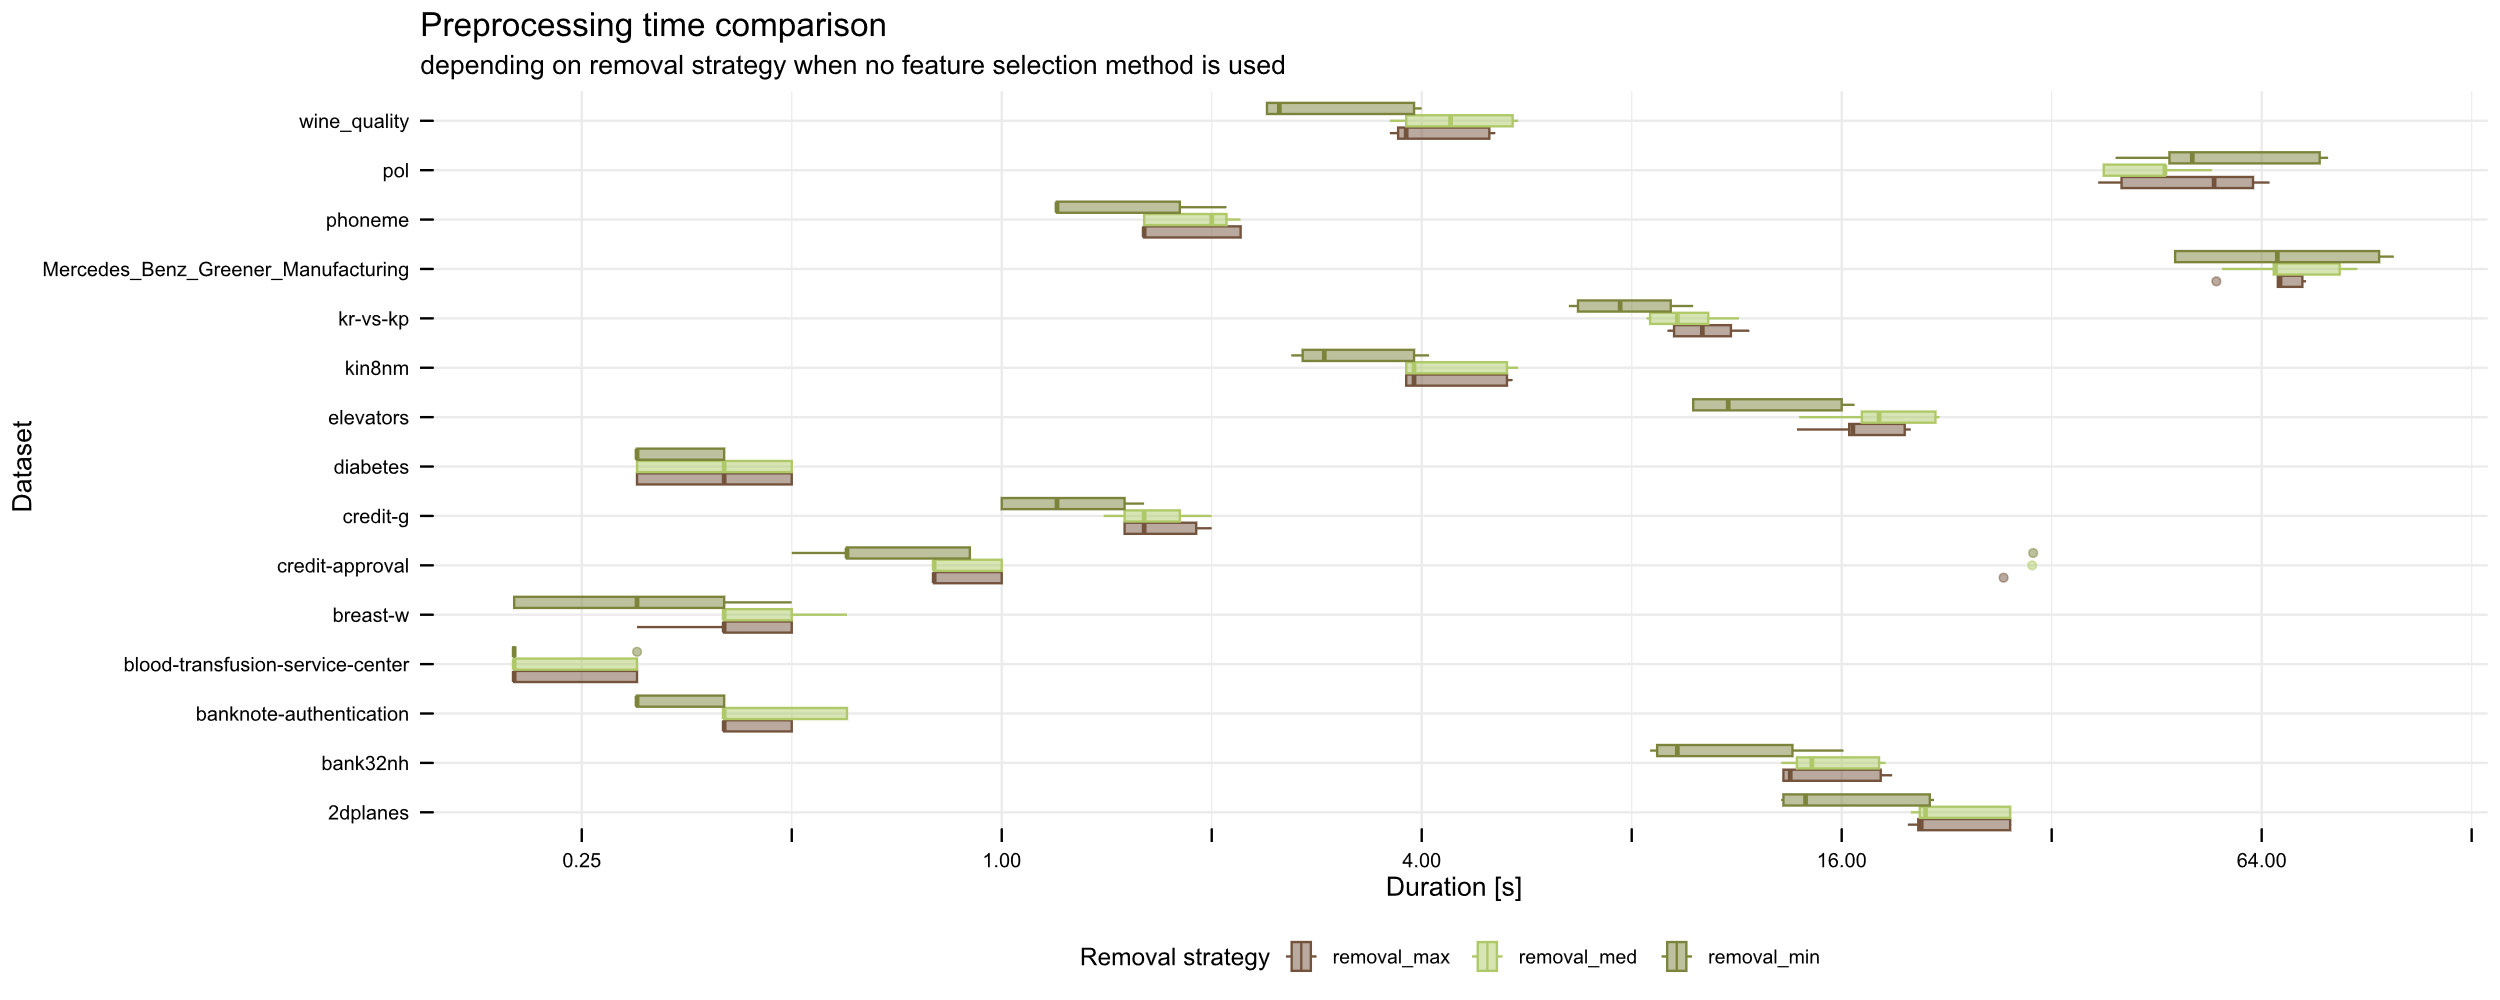 Preprocessing time comparison
depending on removal strategy when no feature selection method is used
Dataset
wine_quality
pol
phoneme
Mercedes_Benz_Greener_Manufacturing
kr-vs-kp
kin8nm
elevators
diabetes
credit-g
credit-approval
breast-w
blood-transfusion-service-center
banknote-authentication
bank32nh
2dplanes
0.25 1.00 4.00 16.00 64.00
Duration [s]
Removal strategy removal_max removal_med removal_min